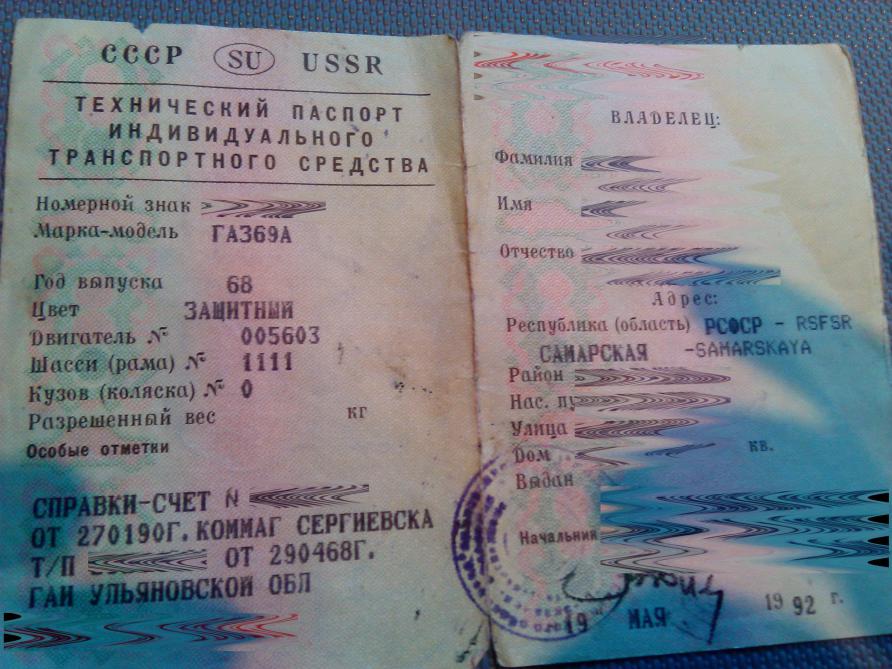 СССР SU USSR
ТЕХНИЧЕСКИЙ ПАСПОРТ
ИНДИВИДУАЛЬНОГО
ТРАНСПОРТНОГО СРЕДСТВА
Номерной знак
Марка-модель ГАЗ69А
Год выпуска 68
Цвет ЗАЩИТНЫЙ
Двигатель № 005603
Шасси (рама) № 1111
Кузов (коляска) № 0
Разрешенный вес кг
Особые отметки
СПРАВКИ-СЧЕТ N
ОТ 270190Г. КОММАГ СЕРГИЕВСКА
Т/П ОТ 290468Г.
ГАИ УЛЬЯНОВСКОЙ ОБЛ
ВЛАДЕЛЕЦ:
Фамилия
Имя
Отчество
Адрес:
Республика (область) РСФСР - RSFSR
САМАРСКАЯ -SAMARSKAYA
Район
Нас.
Улица
Дом кв.
Выдан
Начальник
19 МАЯ 1992 г.